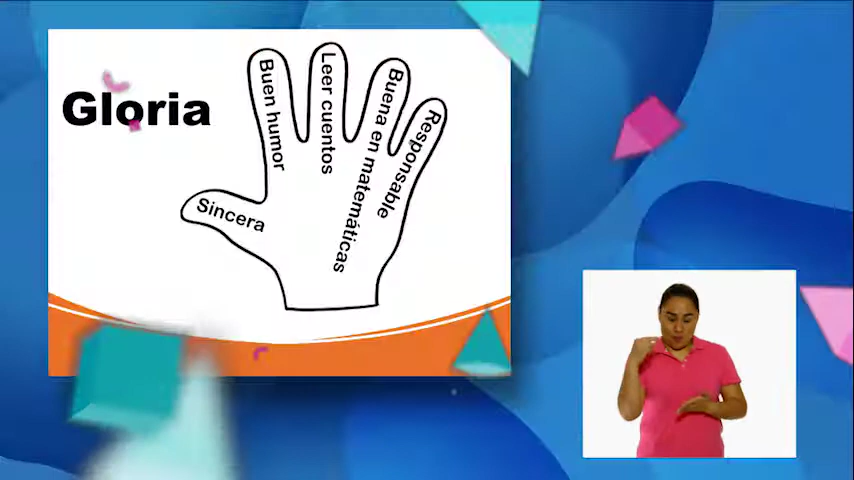 Gloria
Sincera
Buen humor
Leer cuentos
Buena en matemáticas
Responsable